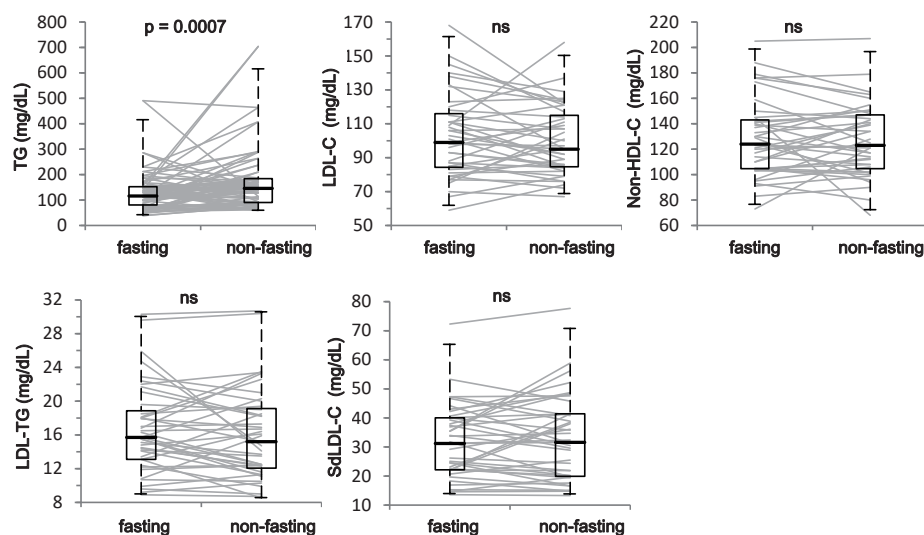 p = 0.0007
TG (mg/dL)
800
700
600
500
400
300
200
100
0
fasting non-fasting
ns
LDL-C (mg/dL)
170
150
130
110
90
70
50
fasting non-fasting
ns
Non-HDL-C (mg/dL)
220
200
180
160
140
120
100
80
60
fasting non-fasting
ns
LDL-TG (mg/dL)
32
28
24
20
16
12
8
fasting non-fasting
ns
SdLDL-C (mg/dL)
80
70
60
50
40
30
20
10
fasting non-fasting